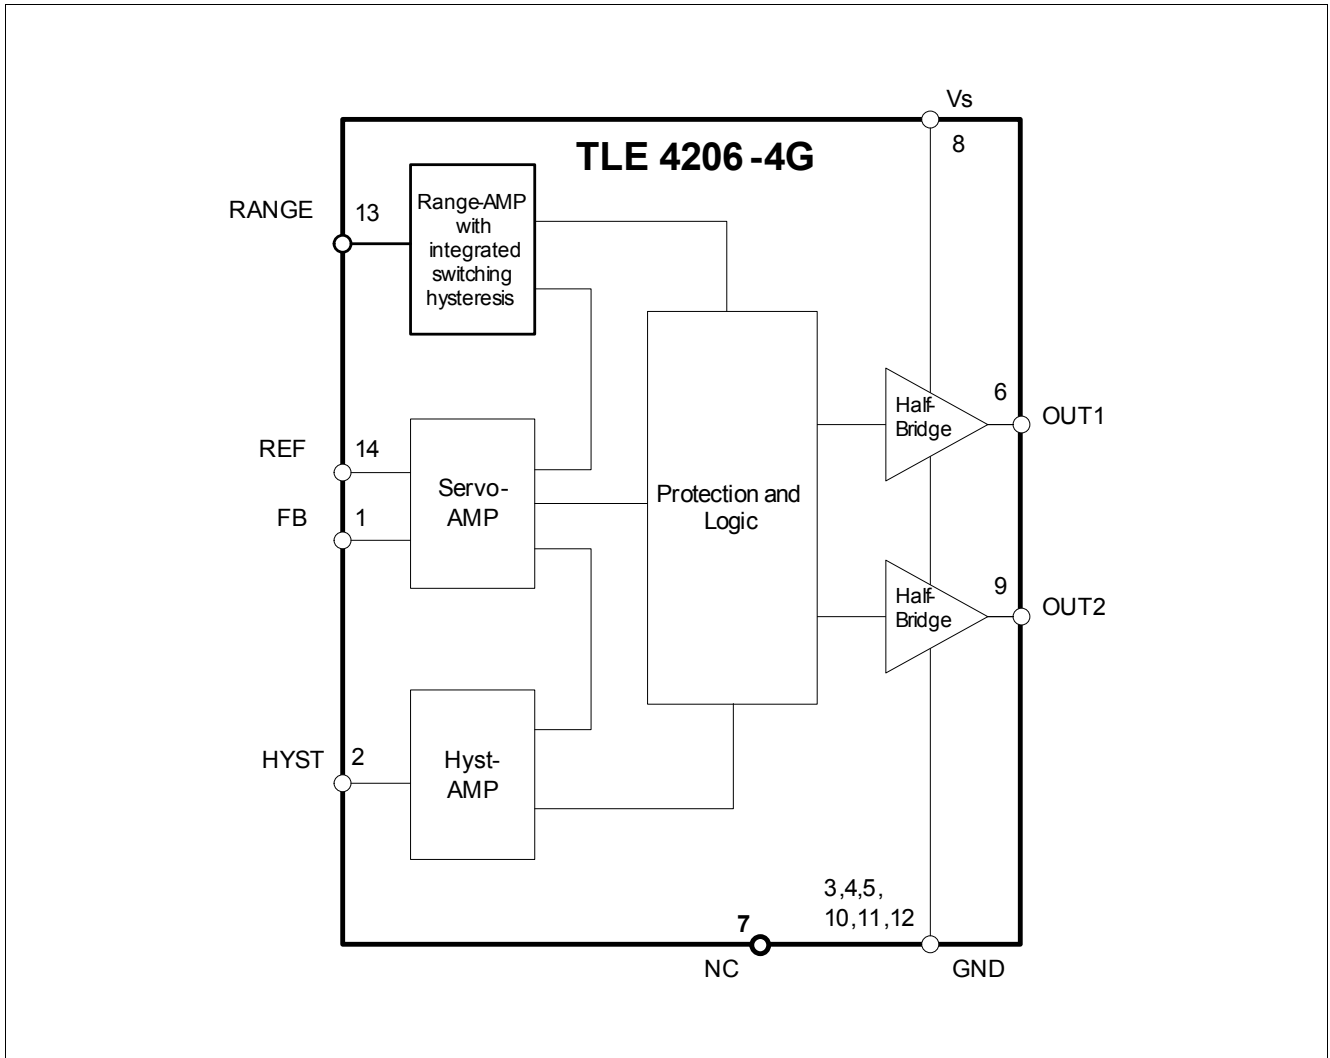 Vs
8
TLE 4206-4G
RANGE
13
Range-AMP
with
integrated
switching
hysteresis
REF
14
FB
1
Servo-
AMP
Protection and
Logic
Half-
Bridge
6
OUT1
Half-
Bridge
9
OUT2
HYST
2
Hyst-
AMP
3,4,5,
10,11,12
7
NC
GND